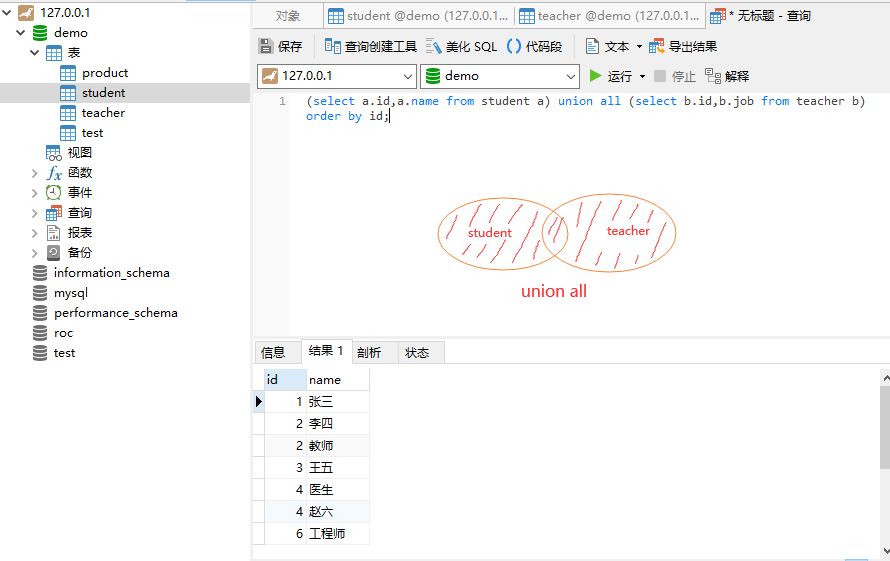 127.0.0.1
demo
表
product
student
teacher
test
视图
函数
事件
查询
报表
备份
information_schema
mysql
performance_schema
roc
test
对象
student @demo (127.0.0.1...
teacher @demo (127.0.0.1...
* 无标题 - 查询
保存
查询创建工具
美化 SQL
代码段
文本
导出结果
127.0.0.1
demo
运行
停止
解释
1 (select a.id,a.name from student a) union all (select b.id,b.job from teacher b)
order by id;
student
teacher
union all
信息
结果 1
剖析
状态
id name
1 张三
2 李四
2 教师
3 王五
4 医生
4 赵六
6 工程师